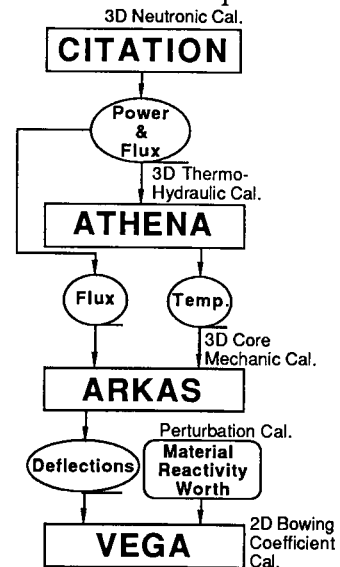 3D Neutronic Cal.
CITATION
Power
&
Flux
3D Thermo-
Hydraulic Cal.
ATHENA
Flux
Temp.
3D Core
Mechanic Cal.
ARKAS
Perturbation Cal.
Deflections
Material
Reactivity
Worth
VEGA
2D Bowing
Coefficient
Cal.